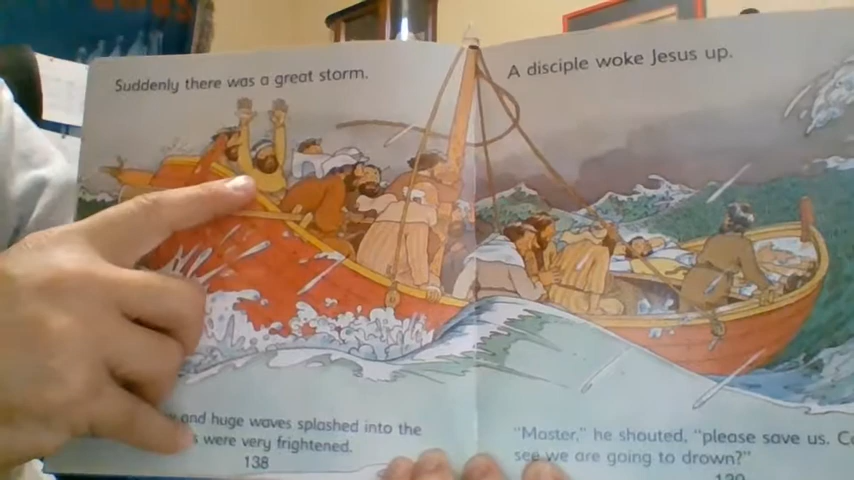 Suddenly there was a great storm.
and huge waves splashed into the
were very frightened.
138
A disciple woke Jesus up.
"Master," he shouted, "please save us.
see we are going to drown?"